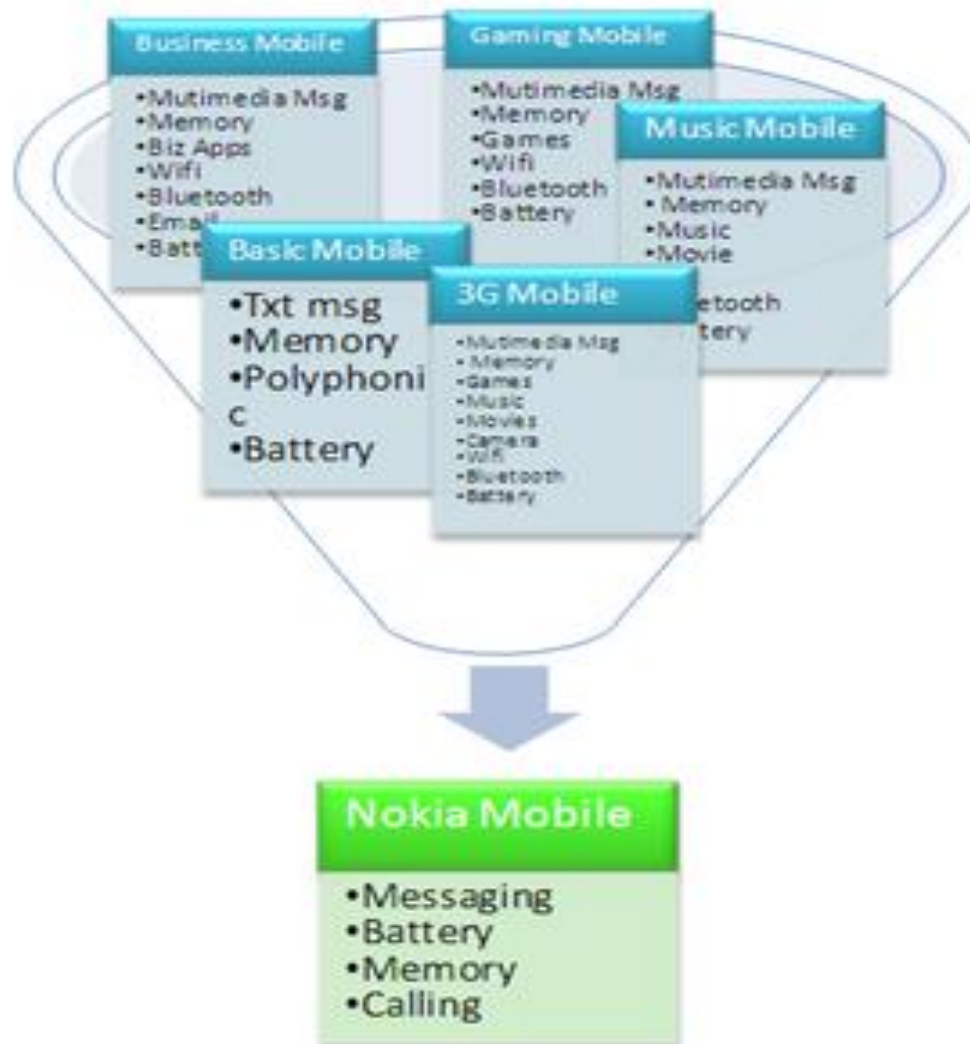 Business Mobile
•Mutimedia Msg
•Memory
•Biz Apps
•Wifi
•Bluetooth
•Email
Gaming Mobile
•Mutimedia Msg
•Memory
•Games
•Wifi
•Bluetooth
•Battery
Music Mobile
•Mutimedia Msg
• Memory
•Music
•Movie
Basic Mobile
•Txt msg
•Memory
•Polyphoni
c
•Battery
3G Mobile
•Mutimedia Msg
• Memory
•Games
•Music
•Movies
•Camera
•Wifi
•Bluetooth
•Battery
Nokia Mobile
•Messaging
•Battery
•Memory
•Calling